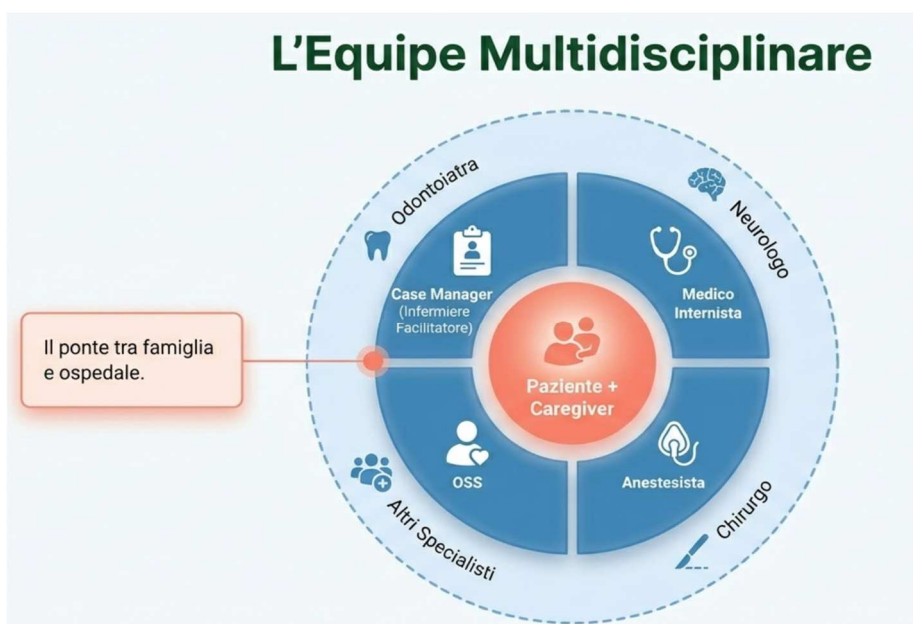 L'Equipe Multidisciplinare
Odontoiatra
Neurologo
Case Manager
(Infermiere
Facilitatore)
Medico
Internista
Il ponte tra famiglia
e ospedale.
Paziente +
Caregiver
OSS
Anestesista
Altri Specialisti
Chirurgo